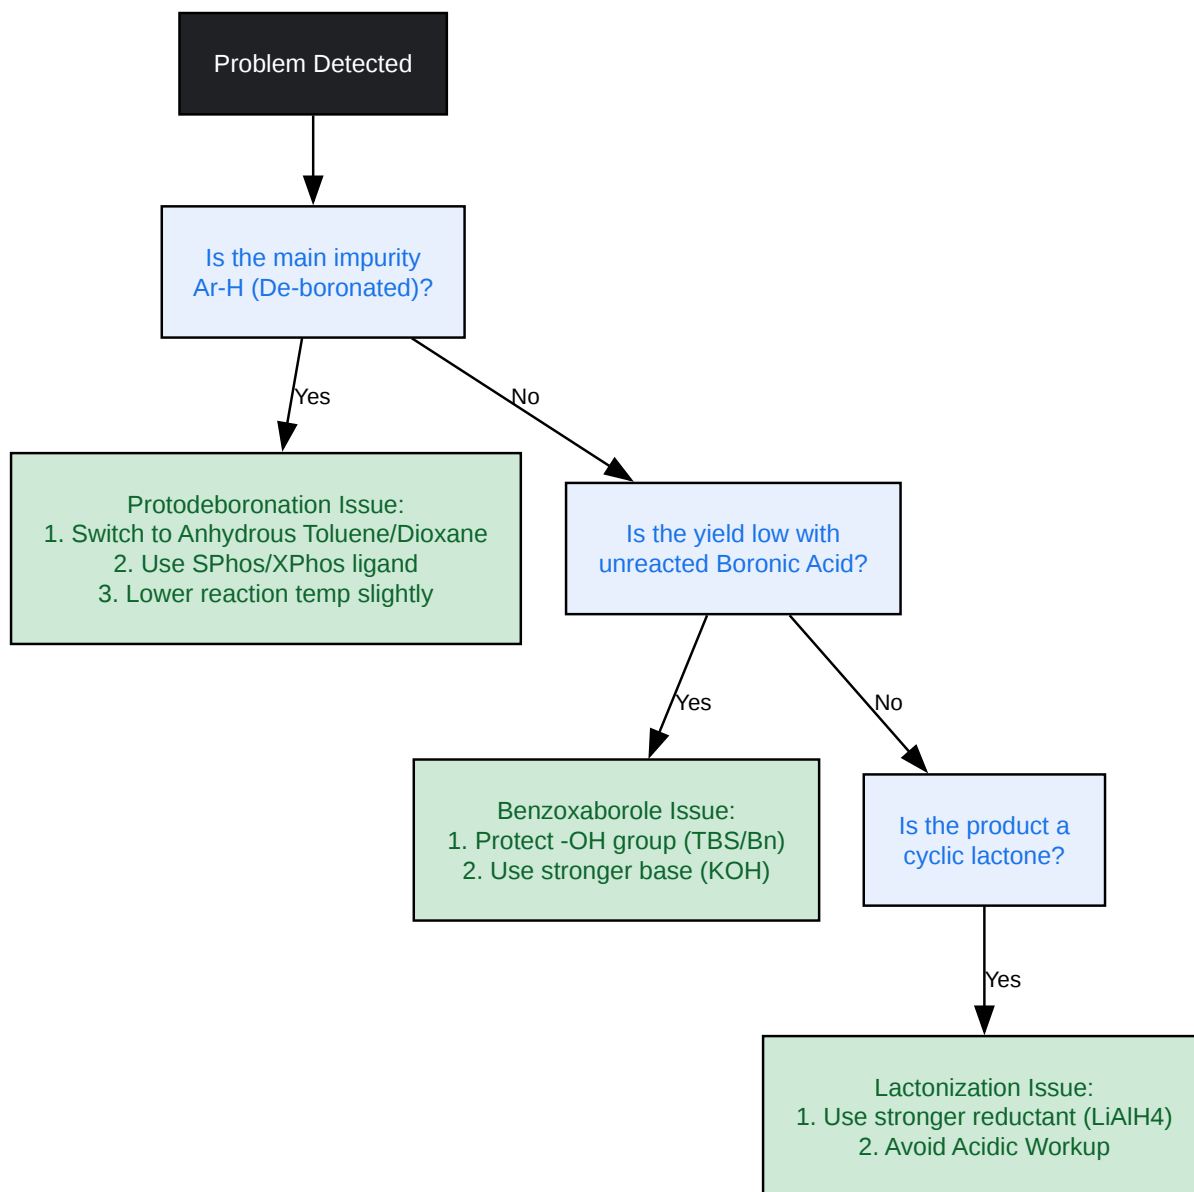 Problem Detected
Is the main impurity
Ar-H (De-boronated)?
Yes
No
Protodeboronation Issue:
1. Switch to Anhydrous Toluene/Dioxane
2. Use SPhos/XPhos ligand
3. Lower reaction temp slightly
Is the yield low with
unreacted Boronic Acid?
Yes
No
Benzoxaborole Issue:
1. Protect -OH group (TBS/Bn)
2. Use stronger base (KOH)
Is the product a
cyclic lactone?
Yes
Lactonization Issue:
1. Use stronger reductant (LiAlH4)
2. Avoid Acidic Workup